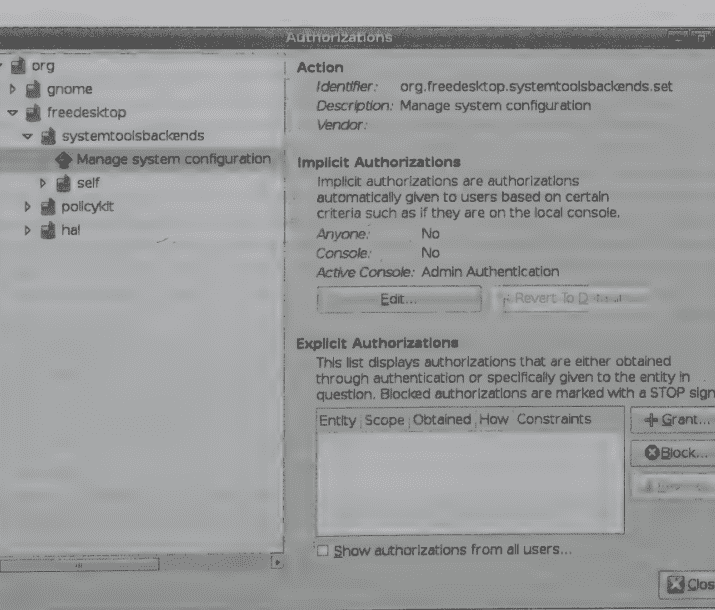 Authorizations
org
gnome
freedesktop
systemtoolsbackends
Manage system configuration
self
policykit
hal
Action
Identifier: org.freedesktop.systemtoolsbackends.set
Description: Manage system configuration
Vendor:
Implicit Authorizations
Implicit authorizations are authorizations
automatically given to users based on certain
criteria such as if they are on the local console.
Anyone: No
Console: No
Active Console: Admin Authentication
Edit...
Revert To
Explicit Authorizations
This list displays authorizations that are either obtained
through authentication or specifically given to the entity in
question. Blocked authorizations are marked with a STOP sign
Entity Scope Obtained How Constraints
Grant...
Block...
Show authorizations from all users...
Clos